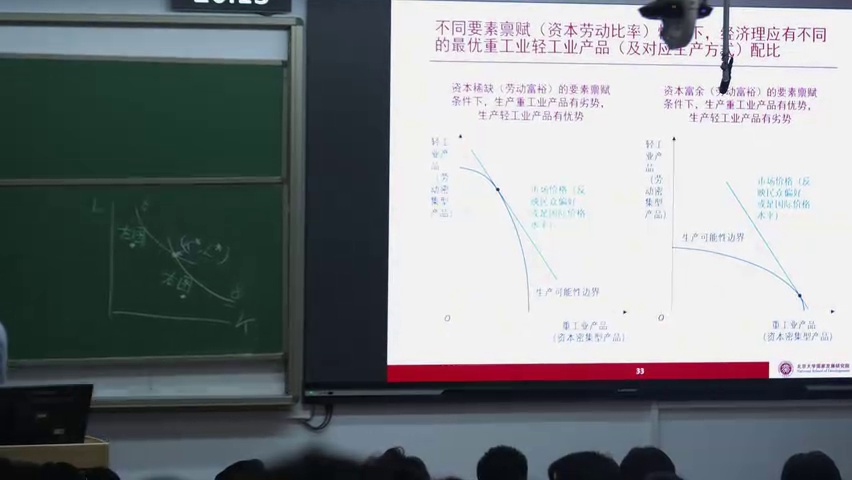 不同要素禀赋（资本劳动比率）
下，经济理应有不同
的最优重工业轻工业产品（及对应生产方式）配比
资本稀缺（劳动富裕）的要素禀赋
条件下，生产重工业产品有劣势，
生产轻工业产品有优势
轻工
业产
品
（劳
动密
集型
产品）
市场价格（反
映民众偏好
或是国际价格
水平）
生产可能性边界
O
重工业产品
（资本密集型产品）
资本富余（劳动富裕）的要素禀赋
条件下，生产重工业产品有优势，
生产轻工业产品有劣势
轻工
业产
品
（劳
动密
集型
产品）
市场价格（反
映民众偏好
或是国际价格
水平）
生产可能性边界
O
重工业产品
（资本密集型产品）
33
北京大学国家发展研究院
National School of Development
L
左图
右图